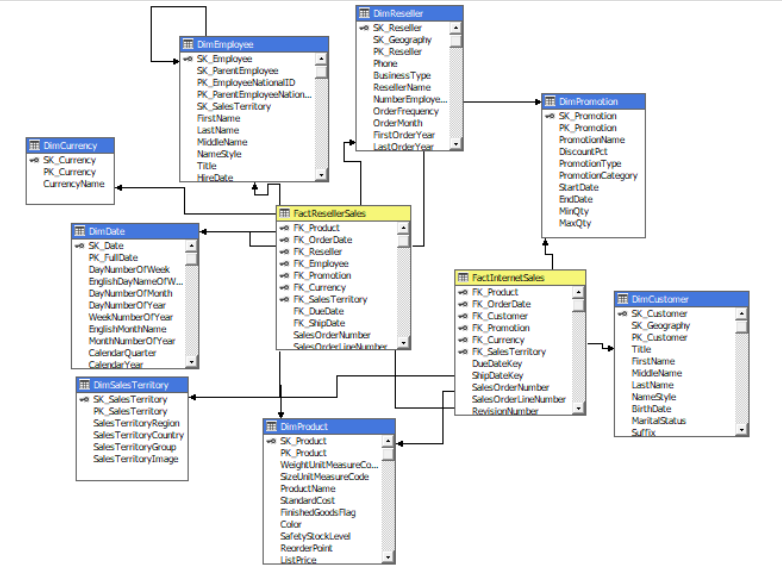 DimReseller
SK_Reseller
SK_Geography
PK_Reseller
Phone
BusinessType
ResellerName
NumberEmploye...
OrderFrequency
OrderMonth
FirstOrderYear
LastOrderYear
DimEmployee
SK_Employee
SK_ParentEmployee
PK_EmployeeNationalID
PK_ParentEmployeeNation...
SK_SalesTerritory
FirstName
LastName
MiddleName
NameStyle
Title
HireDate
DimPromotion
SK_Promotion
PK_Promotion
PromotionName
DiscountPct
PromotionType
PromotionCategory
StartDate
EndDate
MinQty
MaxQty
DimCurrency
SK_Currency
PK_Currency
CurrencyName
FactResellerSales
FK_Product
FK_OrderDate
FK_Reseller
FK_Employee
FK_Promotion
FK_Currency
FK_SalesTerritory
FK_DueDate
FK_ShipDate
SalesOrderNumber
SalesOrderLineNumber
DimDate
SK_Date
PK_FullDate
DayNumberOfWeek
EnglishDayNameOfW...
DayNumberOfMonth
DayNumberOfYear
WeekNumberOfYear
EnglishMonthName
MonthNumberOfYear
CalendarQuarter
CalendarYear
FactInternetSales
FK_Product
FK_OrderDate
FK_Customer
FK_Promotion
FK_Currency
FK_SalesTerritory
DueDateKey
ShipDateKey
SalesOrderNumber
SalesOrderLineNumber
RevisionNumber
DimCustomer
SK_Customer
SK_Geography
PK_Customer
Title
FirstName
MiddleName
LastName
NameStyle
BirthDate
MaritalStatus
Suffix
DimSalesTerritory
SK_SalesTerritory
PK_SalesTerritory
SalesTerritoryRegion
SalesTerritoryCountry
SalesTerritoryGroup
SalesTerritoryImage
DimProduct
SK_Product
PK_Product
WeightUnitMeasureCo...
SizeUnitMeasureCode
ProductName
StandardCost
FinishedGoodsFlag
Color
SafetyStockLevel
ReorderPoint
ListPrice